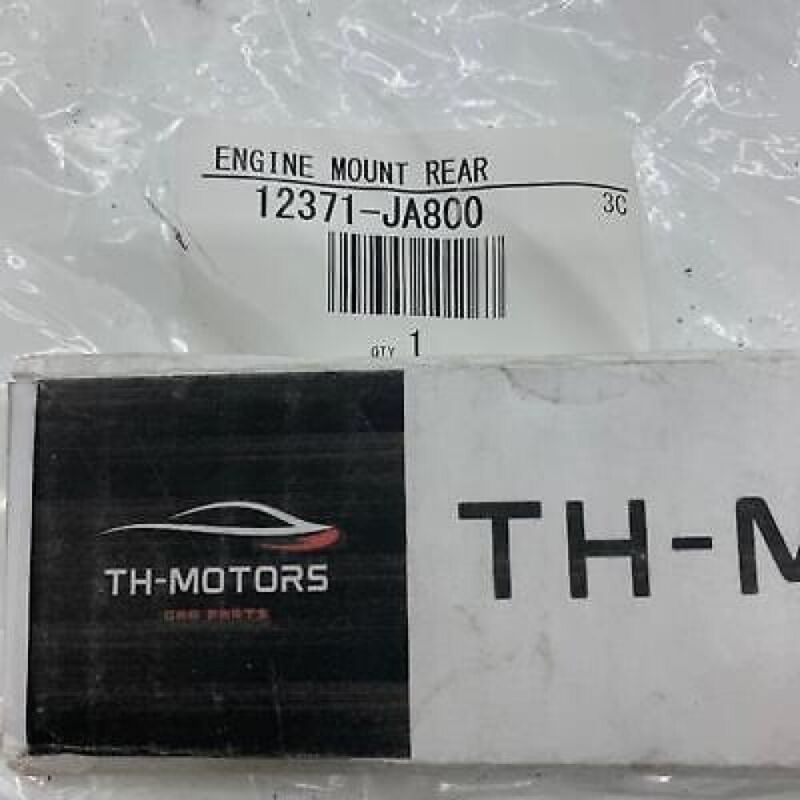 ENGINE MOUNT REAR
12371-JA800 3C
QTY 1
TH-MOTORS
CAR PARTS
TH-M